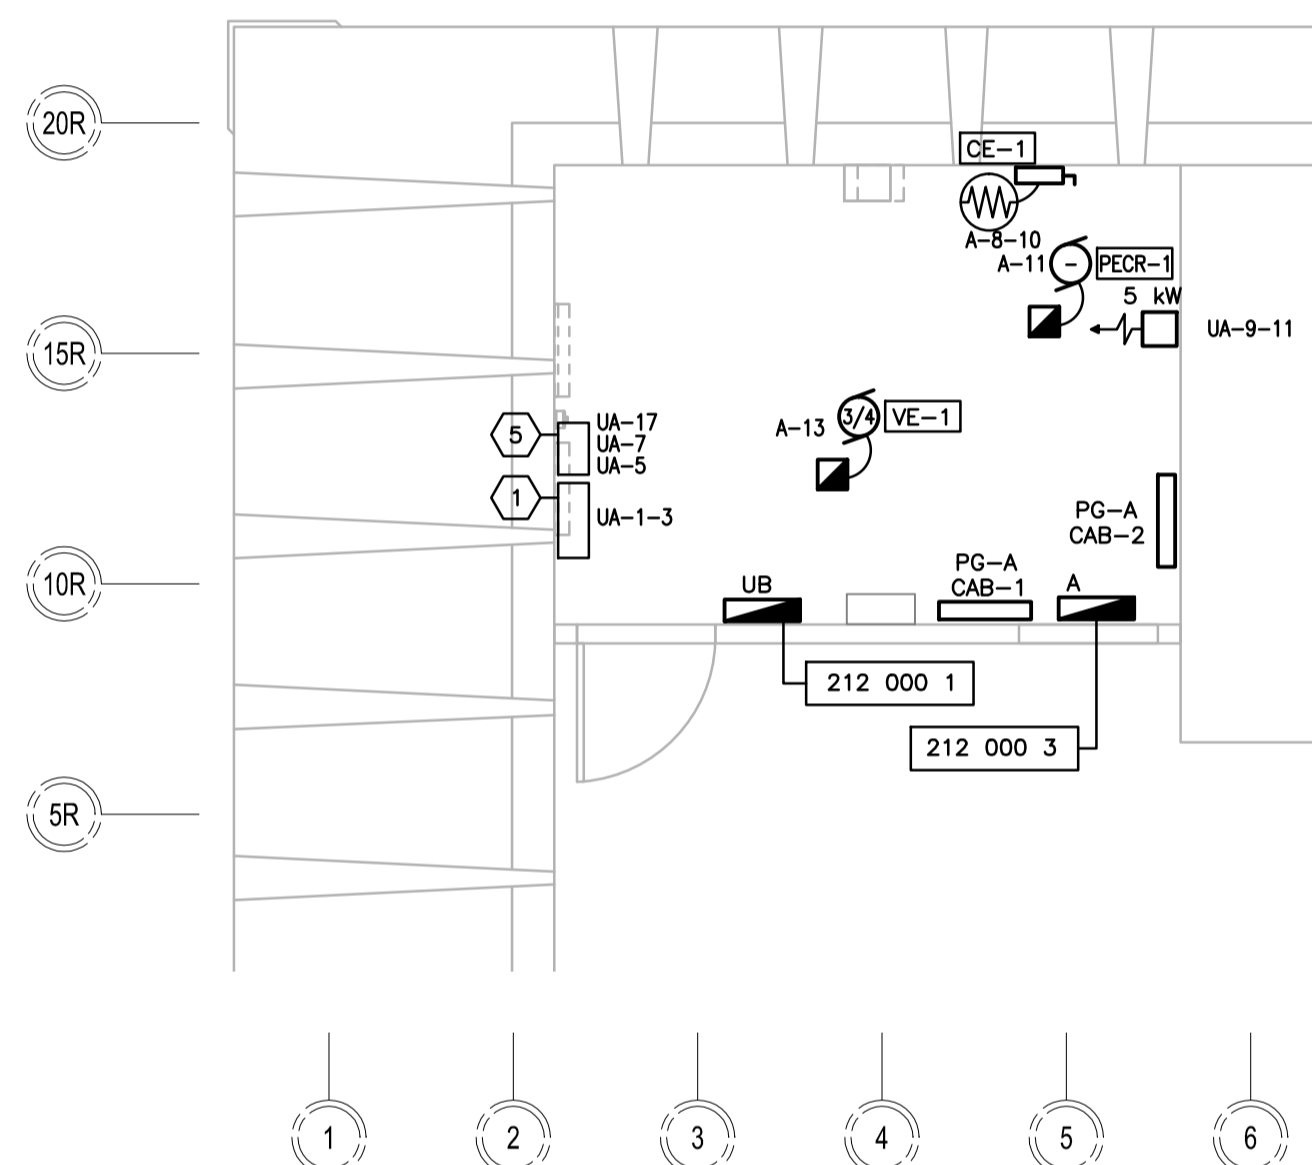 20R
CE-1
A-8-10
A-11
PECR-1
-
5 kW
UA-9-11
15R
3/4
VE-1
A-13
5
UA-17
UA-7
UA-5
1
UA-1-3
PG-A
CAB-2
10R
UB
PG-A
CAB-1
A
212 000 1
212 000 3
5R
1
2
3
4
5
6